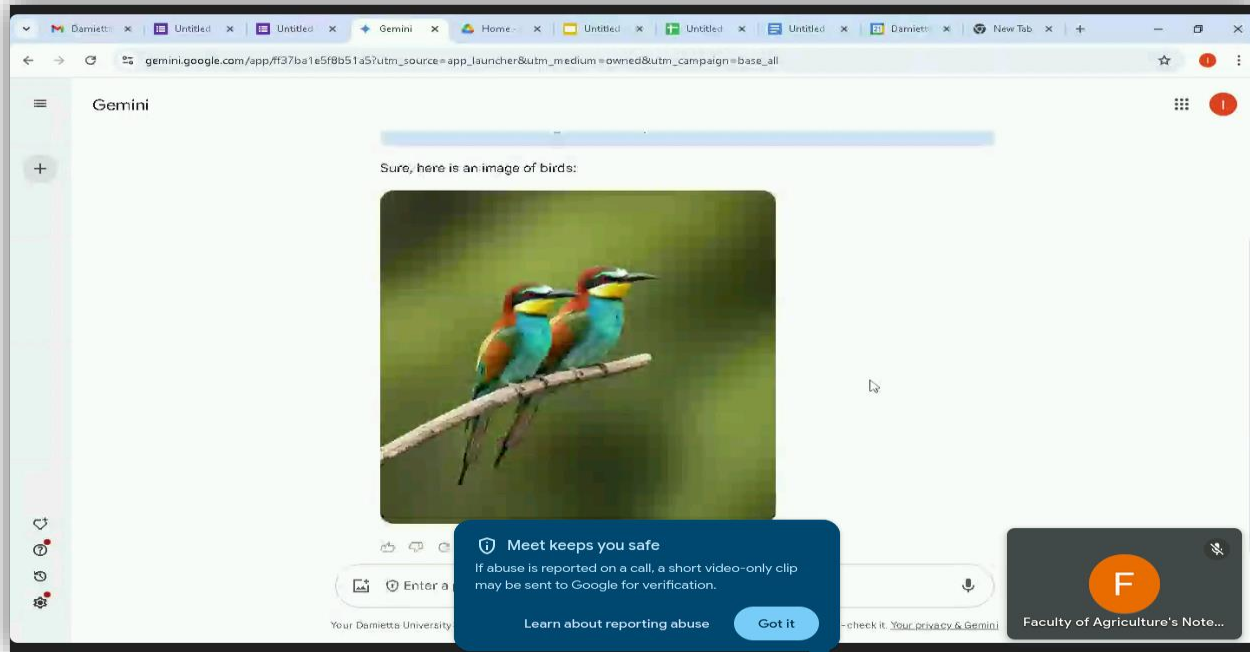 Damiett
Untitled
Untitled
Gemini
Home -
Untitled
Untitled
Untitled
Damiett
New Tab
gemini.google.com/app/ff37ba1e5f8b51a5?utm_source=app_launcher&utm_medium=owned&utm_campaign=base_all
I
Gemini
I
Sure, here is an image of birds:
Meet keeps you safe
If abuse is reported on a call, a short video-only clip
may be sent to Google for verification.
Enter a
Learn about reporting abuse
Got it
Your Damietta University
-check it. Your privacy & Gemini
F
Faculty of Agriculture's Note...